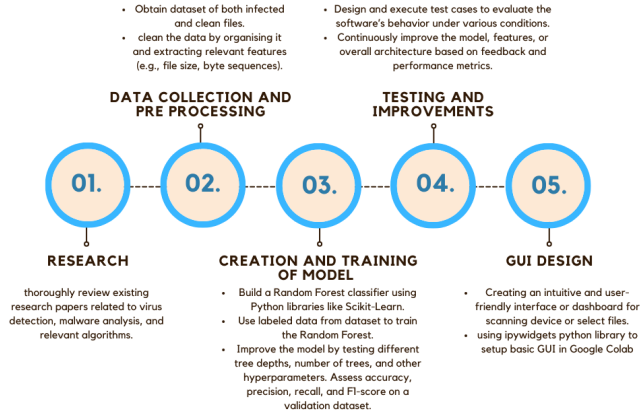 • Obtain dataset of both infected
and clean files.
• clean the data by organising it
and extracting relevant features
(e.g., file size, byte sequences).
• Design and execute test cases to evaluate the
software's behavior under various conditions.
• Continuously improve the model, features, or
overall architecture based on feedback and
performance metrics.
DATA COLLECTION AND
PRE PROCESSING
TESTING AND
IMPROVEMENTS
01.
02.
03.
04.
05.
RESEARCH
thoroughly review existing
research papers related to virus
detection, malware analysis, and
relevant algorithms.
CREATION AND TRAINING
OF MODEL
• Build a Random Forest classifier using
Python libraries like Scikit-Learn.
• Use labeled data from dataset to train
the Random Forest.
• Improve the model by testing different
tree depths, number of trees, and other
hyperparameters. Assess accuracy,
precision, recall, and F1-score on a
validation dataset.
GUI DESIGN
• Creating an intuitive and user-
friendly interface or dashboard for
scanning device or select files.
• using ipywidgets python library to
setup basic GUI in Google Colab